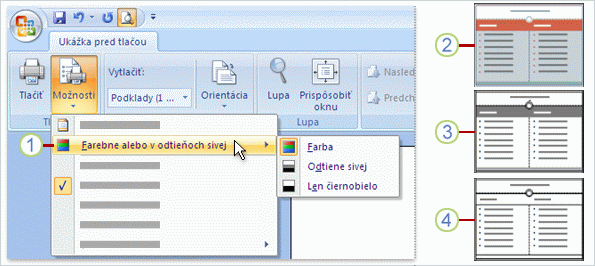 Ukážka pred tlačou
Tlačiť
Možnosti
Vytlačiť:
Podklady (1 ...
Orientácia
Lupa
Prispôsobiť
oknu
Nasled
Predch
Lupa
1
Farebne alebo v odtieňoch sivej
Farba
Odtiene sivej
Len čiernobielo
2
3
4